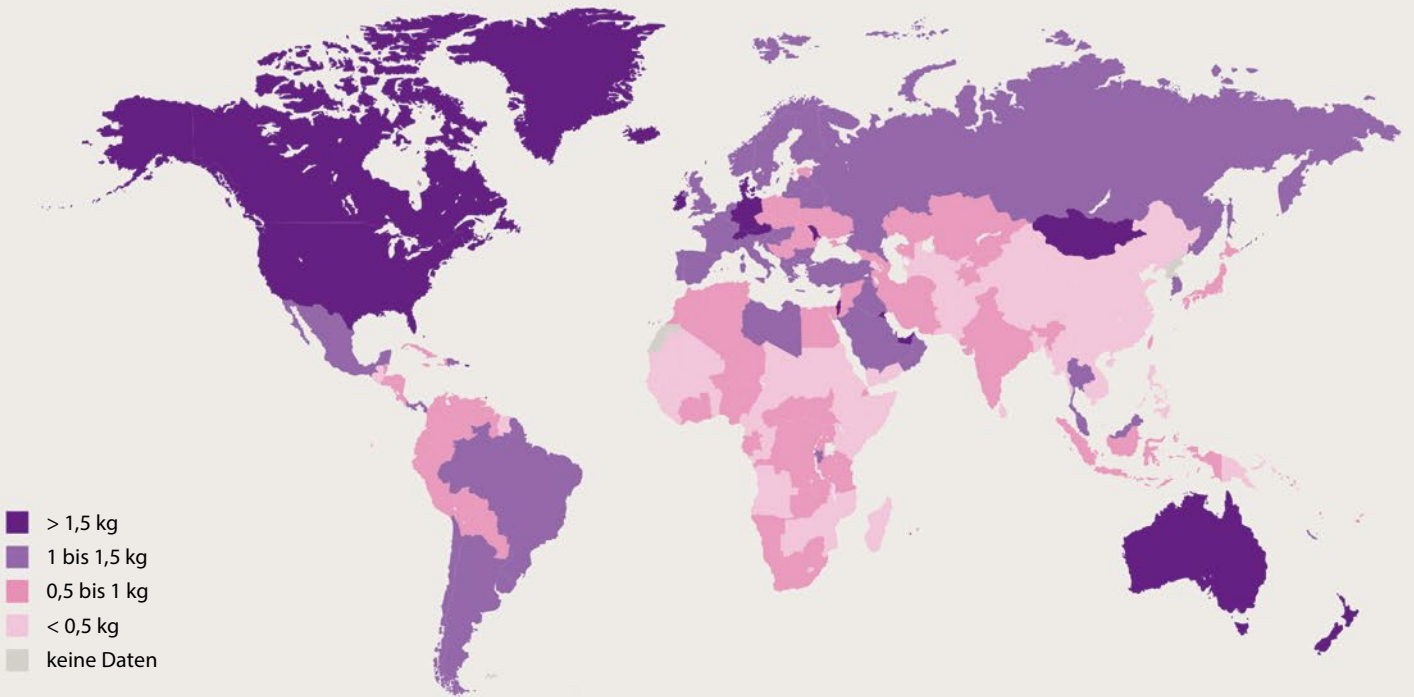 > 1,5 kg
1 bis 1,5 kg
0,5 bis 1 kg
< 0,5 kg
keine Daten